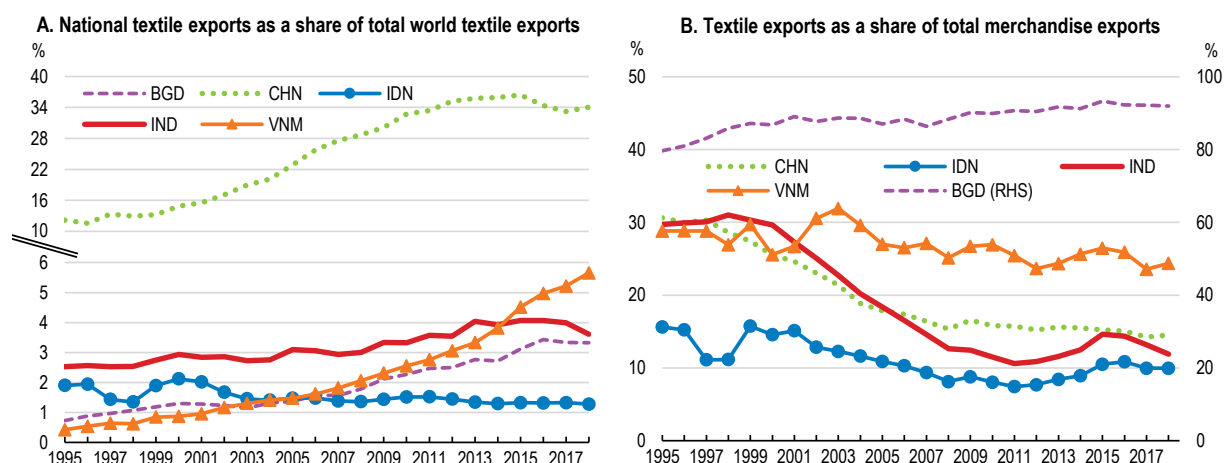 A. National textile exports as a share of total world textile exports
%
BGD CHN IDN
IND VNM
40
34
28
22
16
10
6
5
4
3
2
1
0
1995 1997 1999 2001 2003 2005 2007 2009 2011 2013 2015 2017
B. Textile exports as a share of total merchandise exports
% %
50 100
40 80
CHN IDN IND
VNM BGD (RHS)
30 60
20 40
10 20
0 0
1995 1997 1999 2001 2003 2005 2007 2009 2011 2013 2015 2017